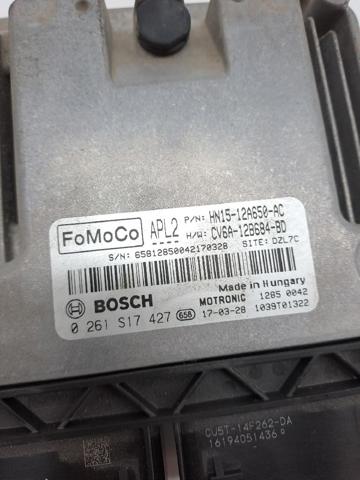 FoMoCo APL2 P/N: HN15-12A650-AC
H/W: CV6A-12B684-BD
S/N: 65812850042170328 SITE: DZL7C
Made in Hungary
BOSCH MOTRONIC 1285 0042
0 261 S17 427 658 17-03-28 1039T01322
CU5T-14F262-DA
16194051436